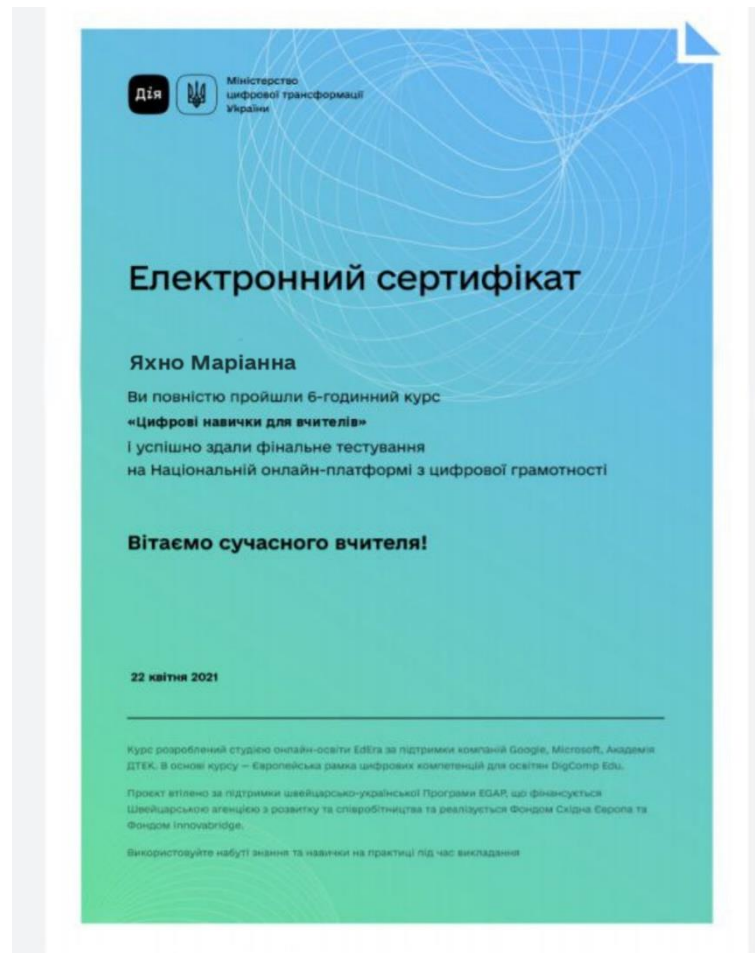 Дія
Міністерство
цифрової трансформації
України
Електронний сертифікат
Яхно Маріанна
Ви повністю пройшли 6-годинний курс
«Цифрові навички для вчителів»
і успішно здали фінальне тестування
на Національній онлайн-платформі з цифрової грамотності
Вітаємо сучасного вчителя!
22 квітня 2021
Курс розроблений студією онлайн-освіти EdEra за підтримки компаній Google, Microsoft, Академія
ДТЕК. В основі курсу — Європейська рамка цифрових компетенцій для освітян DigComp Edu.
Проєкт втілено за підтримки швейцарсько-української Програми EGAP, що фінансується
Швейцарською агенцією з розвитку та співробітництва та реалізується Фондом Східна Європа та
Фондом Innovabridge.
Використовуйте набуті знання та навички на практиці під час викладання